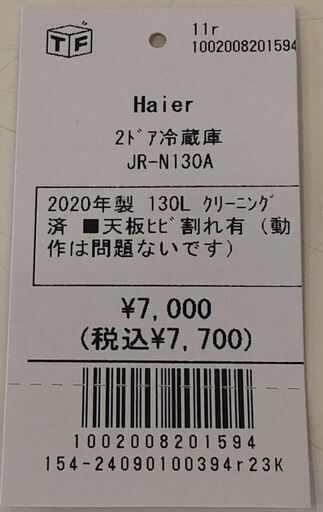 TF
11r
1002008201594
Haier
2ﾄﾞｱ冷蔵庫
JR-N130A
2020年製 130L ｸﾘｰﾆﾝｸﾞ
済 ■天板ﾋﾋﾞ割れ有（動
作は問題ないです）
¥7,000
(税込¥7,700)
1002008201594
154-24090100394r23K